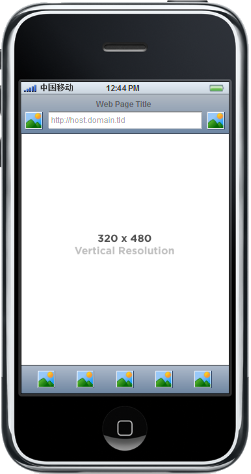 中国移动 12:44 PM
Web Page Title
http://host.domain.tld
320 x 480
Vertical Resolution